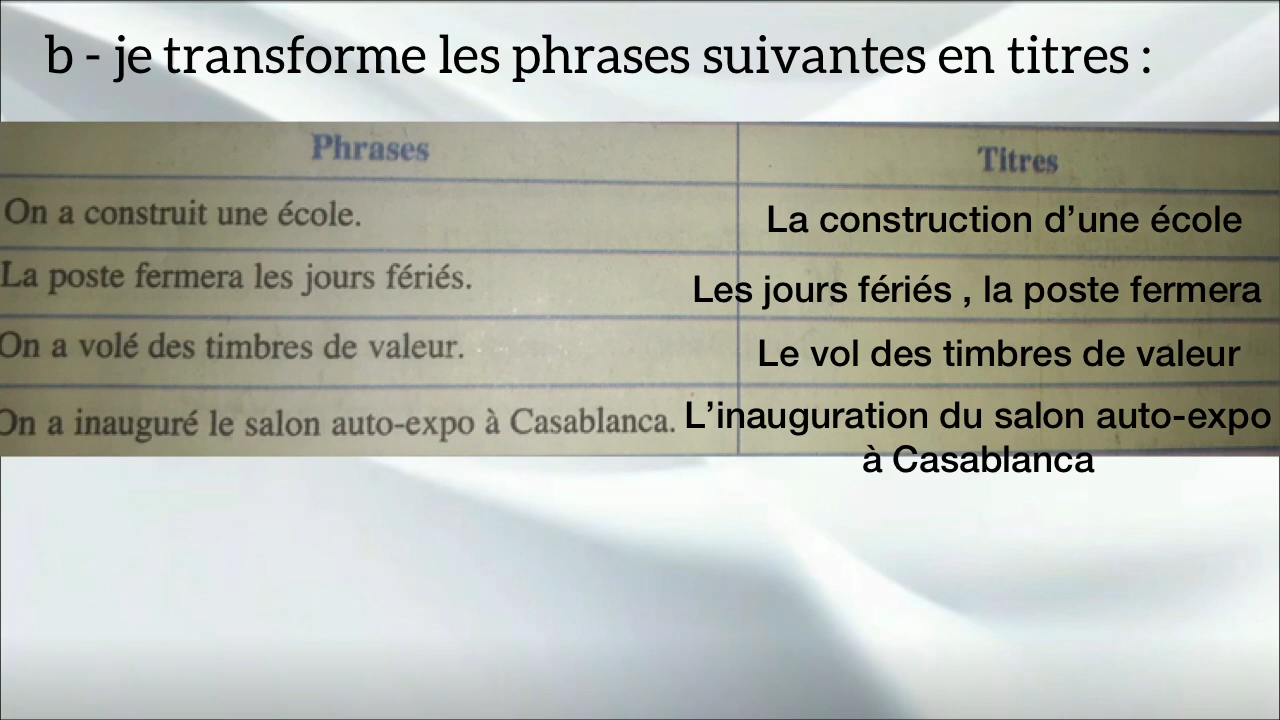 b - je transforme les phrases suivantes en titres :
Phrases
Titres
On a construit une école.
La construction d’une école
La poste fermera les jours fériés.
Les jours fériés , la poste fermera
On a volé des timbres de valeur.
Le vol des timbres de valeur
On a inauguré le salon auto-expo à Casablanca.
L’inauguration du salon auto-expo
à Casablanca